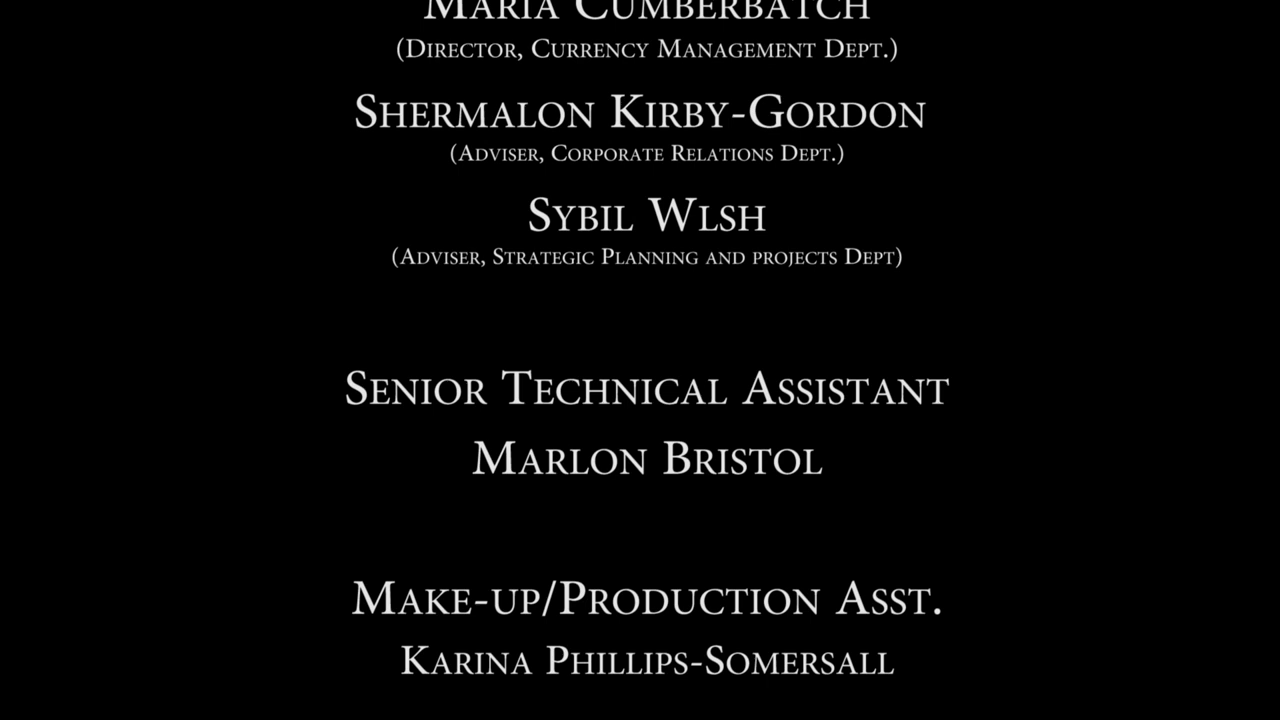 Maria Cumberbatch
(Director, Currency Management Dept.)
Shermalon Kirby-Gordon
(Adviser, Corporate Relations Dept.)
Sybil Wlsh
(Adviser, Strategic Planning and projects Dept)
Senior Technical Assistant
Marlon Bristol
Make-up/Production Asst.
Karina Phillips-Somersall